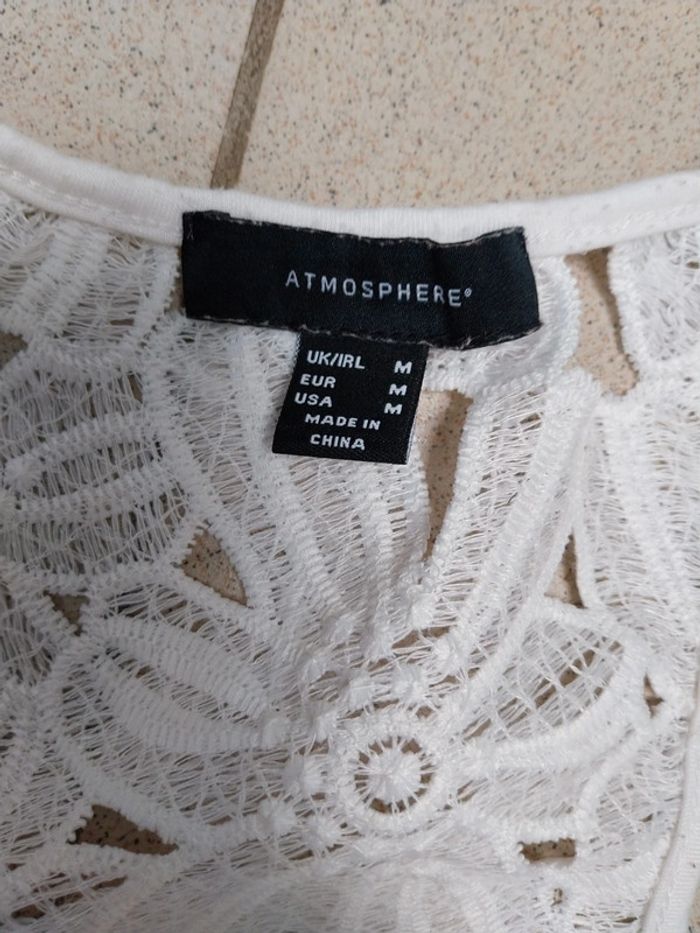 ATMOSPHERE®
UK/IRL M
EUR M
USA M
MADE IN
CHINA